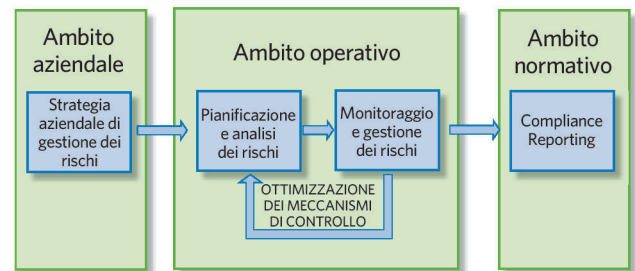 Ambito
aziendale
Strategia
aziendale di
gestione dei
rischi
Ambito operativo
Pianificazione
e analisi
dei rischi
Monitoraggio
e gestione
dei rischi
OTTIMIZZAZIONE
DEI MECCANISMI
DI CONTROLLO
Ambito
normativo
Compliance
Reporting